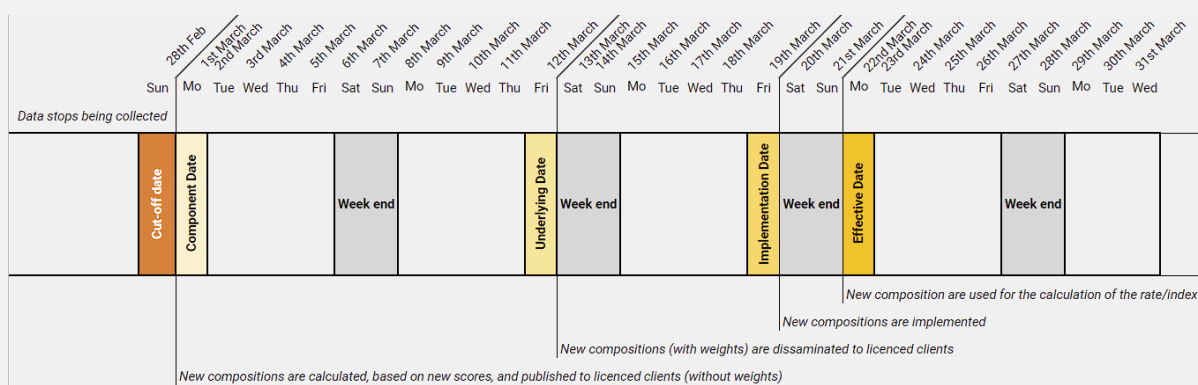 28th Feb
1st March
2nd March
3rd March
4th March
5th March
6th March
7th March
8th March
9th March
10th March
11th March
12th March
13th March
14th March
15th March
16th March
17th March
18th March
19th March
20th March
21st March
22nd March
23rd March
24th March
25th March
26th March
27th March
28th March
29th March
30th March
31st March
Sun Mo Tue Wed Thu Fri Sat Sun Mo Tue Wed Thu Fri Sat Sun Mo Tue Wed Thu Fri Sat Sun Mo Tue Wed Thu Fri Sat Sun Mo Tue Wed
Data stops being collected
Cut-off date
Component Date
Week end
Underlying Date
Week end
Implementation Date
Week end
Effective Date
Week end
New composition are used for the calculation of the rate/index
New compositions are implemented
New compositions (with weights) are dissaminated to licenced clients
New compositions are calculated, based on new scores, and published to licenced clients (without weights)